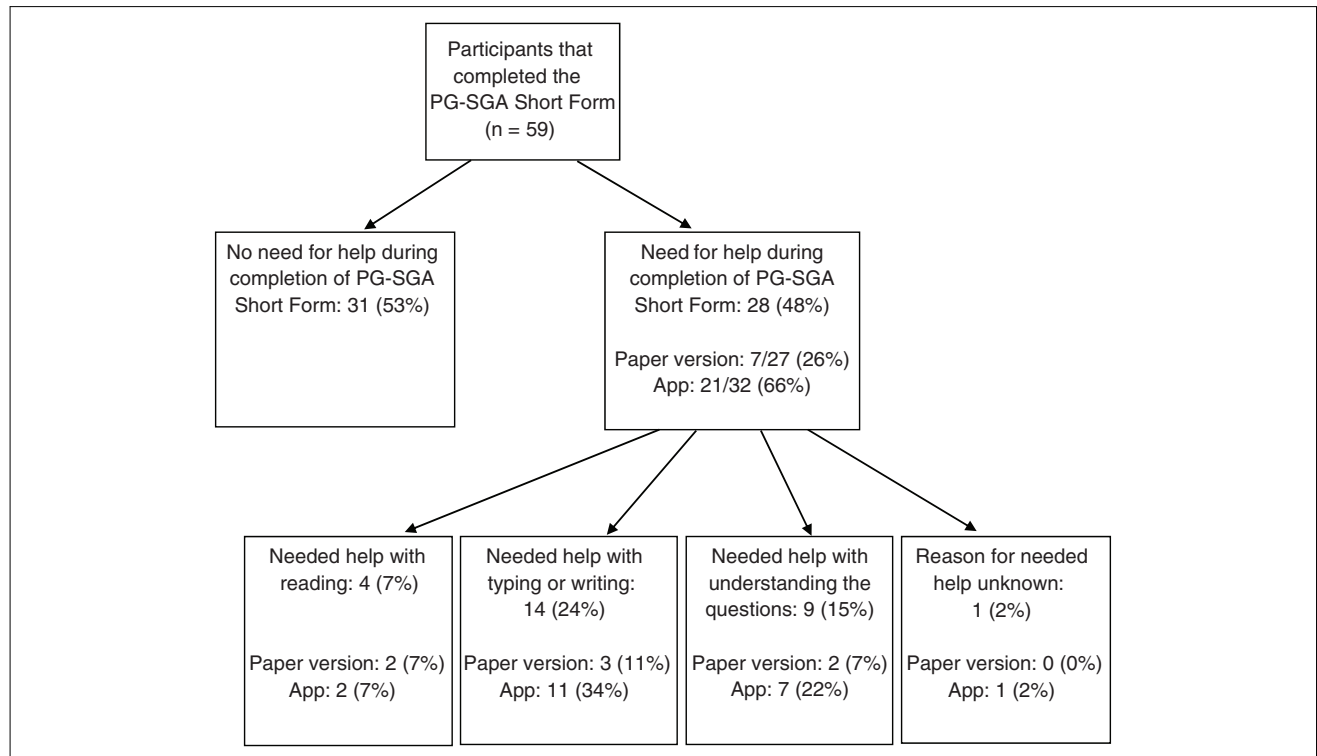 Participants that
completed the
PG-SGA Short Form
(n = 59)
No need for help during
completion of PG-SGA
Short Form: 31 (53%)
Need for help during
completion of PG-SGA
Short Form: 28 (48%)
Paper version: 7/27 (26%)
App: 21/32 (66%)
Needed help with
reading: 4 (7%)
Paper version: 2 (7%)
App: 2 (7%)
Needed help with
typing or writing:
14 (24%)
Paper version: 3 (11%)
App: 11 (34%)
Needed help with
understanding the
questions: 9 (15%)
Paper version: 2 (7%)
App: 7 (22%)
Reason for needed
help unknown:
1 (2%)
Paper version: 0 (0%)
App: 1 (2%)